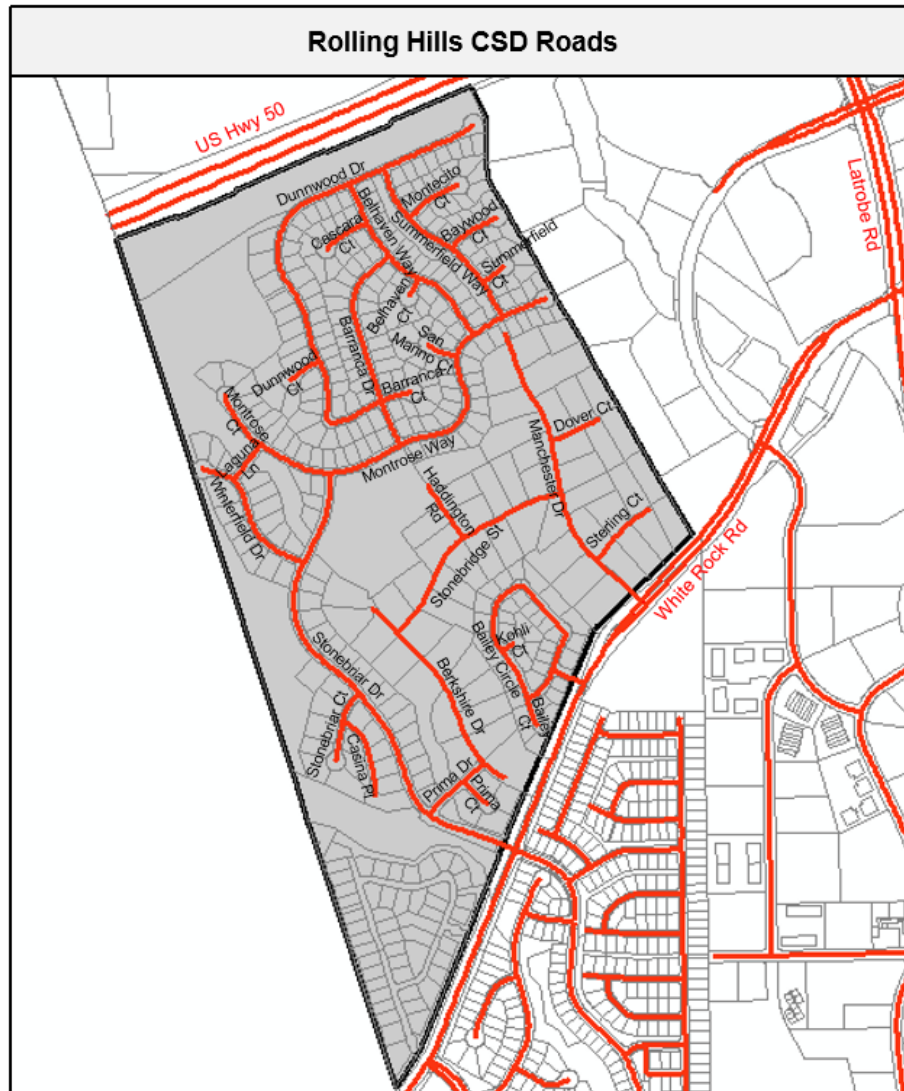 Rolling Hills CSD Roads
US Hwy 50
Latrobe Rd
Dunnwood Dr
Montecito
Ct
Belhaven Way
Cascara
Ct
Baywood
Ct
Summerfield Way
Summerfield
Ct
Belhaven
Ct
Barranca Dr
San
Marino Ct
Dunnwood
Ct
Barranca
Ct
Montrose
Ct
Dover Ct
Laguna
Ln
Montrose Way
Manchester Dr
Haddington
Rd
Winterfield Dr
Sterling Ct
Stonebridge St
White Rock Rd
Kohli
Ct
Bailey Circle
Stonebriar Dr
Berkshire Dr
Stonebriar Ct
Bailey
Ct
Casina Pl
Prima Dr
Prima
Ct